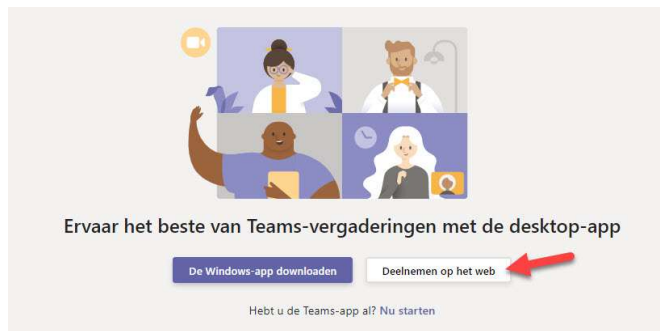 Ervaar het beste van Teams-vergaderingen met de desktop-app
De Windows-app downloaden
Deelnemen op het web
Hebt u de Teams-app al? Nu starten